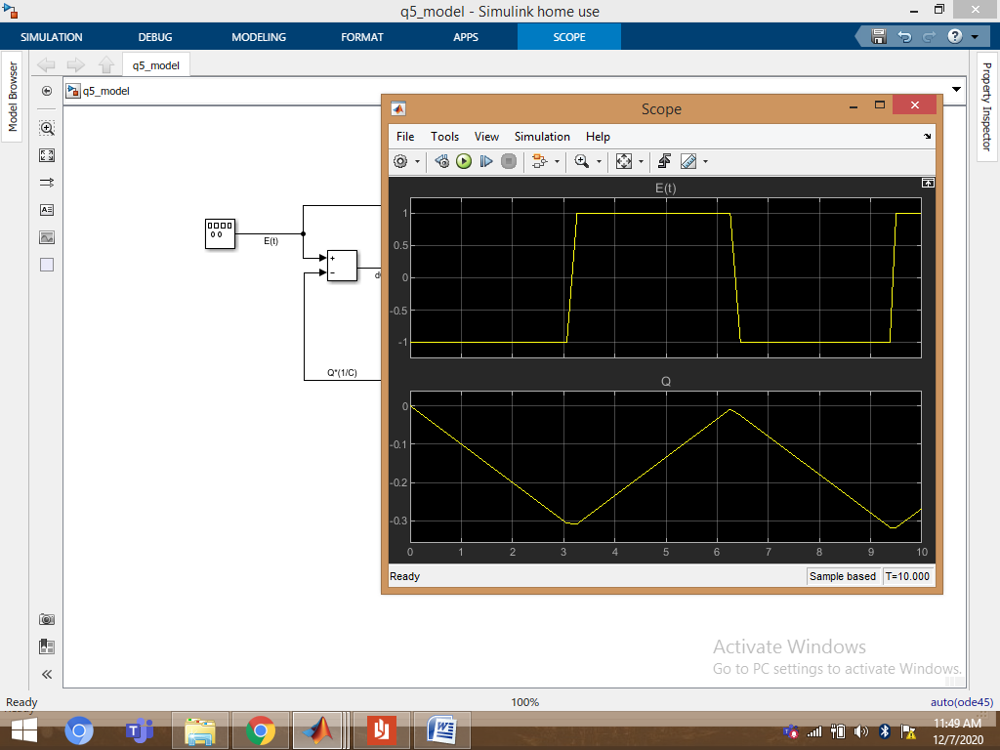 q5_model - Simulink home use
SIMULATION DEBUG MODELING FORMAT APPS SCOPE
q5_model
Model Browser
q5_model
Property Inspector
E(t)
+
−
Q*(1/C)
Scope
File Tools View Simulation Help
E(t)
1
0.5
0
-0.5
-1
Q
0
-0.1
-0.2
-0.3
0 1 2 3 4 5 6 7 8 9 10
Ready Sample based T=10.000
Activate Windows
Go to PC settings to activate Windows.
Ready 100% auto(ode45)
11:49 AM
12/7/2020